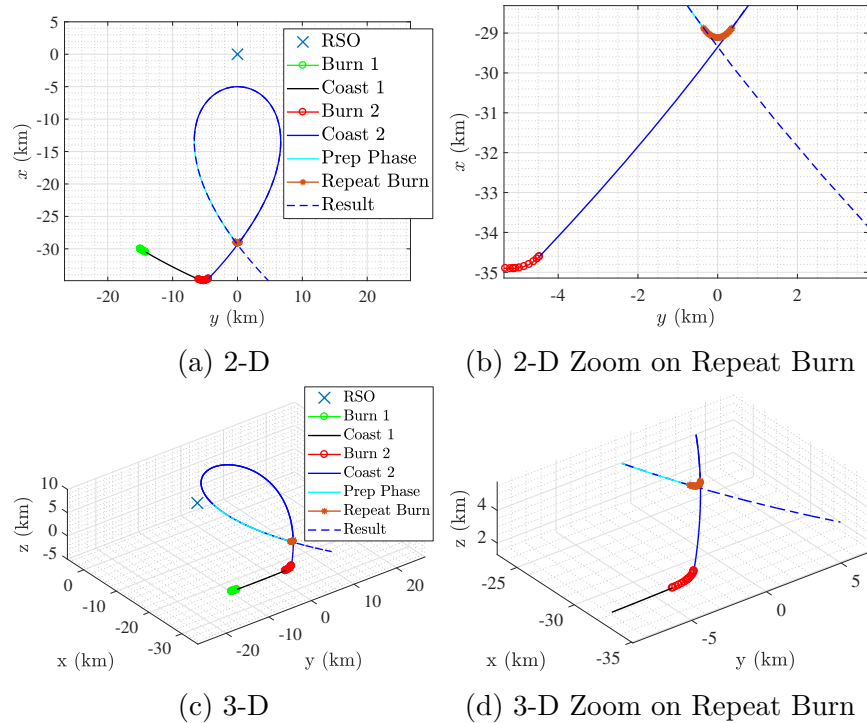 5
0
-5
-10
-15
-20
-25
-30
x (km)
-20
-10
0
10
20
y (km)
RSO
Burn 1
Coast 1
Burn 2
Coast 2
Prep Phase
Repeat Burn
Result
(a) 2-D
-29
-30
-31
-32
-33
-34
-35
x (km)
-4
-2
0
2
y (km)
(b) 2-D Zoom on Repeat Burn
10
5
0
-5
z (km)
0
-10
-20
-30
x (km)
-20
-10
0
10
20
y (km)
RSO
Burn 1
Coast 1
Burn 2
Coast 2
Prep Phase
Repeat Burn
Result
(c) 3-D
4
2
z (km)
-25
-30
-35
x (km)
-5
0
5
y (km)
(d) 3-D Zoom on Repeat Burn